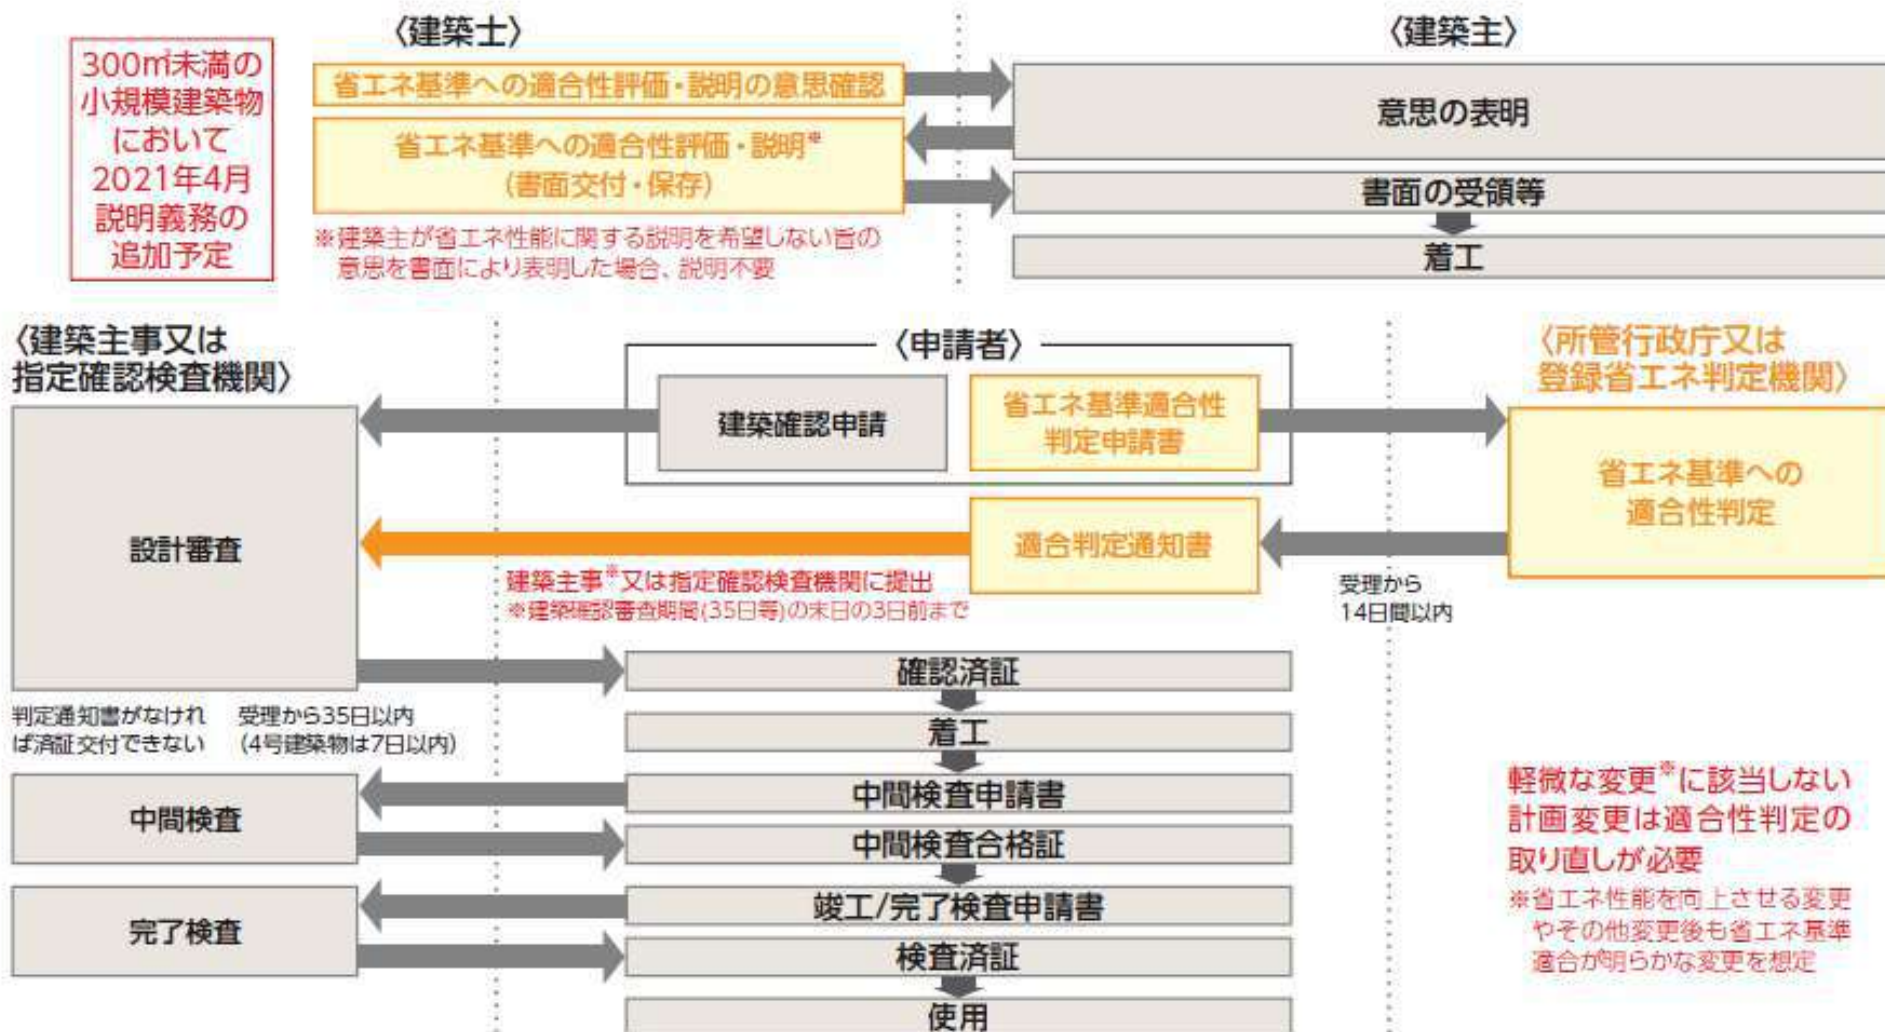 300㎡未満の
小規模建築物
において
2021年4月
説明義務の
追加予定
〈建築士〉
〈建築主〉
省エネ基準への適合性評価・説明の意思確認
意思の表明
省エネ基準への適合性評価・説明※
(書面交付・保存)
書面の受領等
※建築主が省エネ性能に関する説明を希望しない旨の
意思を書面により表明した場合、説明不要
着工
〈建築主事又は
指定確認検査機関〉
〈申請者〉
〈所管行政庁又は
登録省エネ判定機関〉
建築確認申請
省エネ基準適合性
判定申請書
省エネ基準への
適合性判定
設計審査
適合判定通知書
建築主事※又は指定確認検査機関に提出
※建築確認審査期間(35日等)の末日の3日前まで
受理から
14日間以内
確認済証
判定通知書がなけれ
ば済証交付できない
受理から35日以内
(4号建築物は7日以内)
着工
中間検査
中間検査申請書
中間検査合格証
軽微な変更※に該当しない
計画変更は適合性判定の
取り直しが必要
※省エネ性能を向上させる変更
やその他変更後も省エネ基準
適合が明らかな変更を想定
完了検査
竣工/完了検査申請書
検査済証
使用